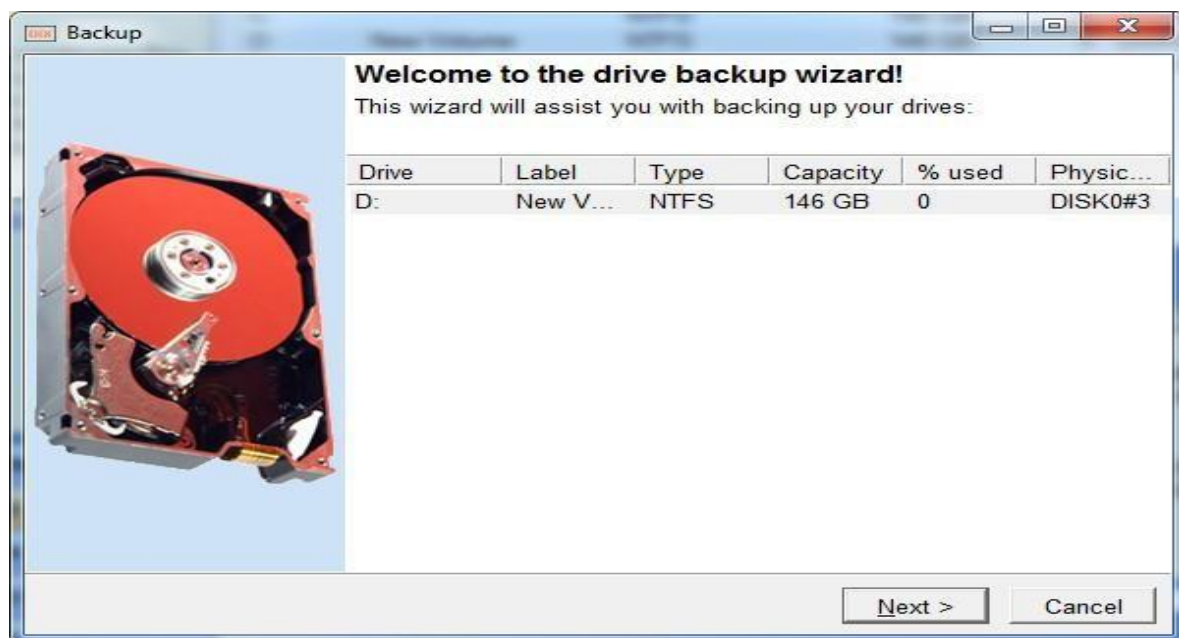 Backup
Welcome to the drive backup wizard!
This wizard will assist you with backing up your drives:
Drive Label Type Capacity % used Physic...
D: New V... NTFS 146 GB 0 DISK0#3
Next > Cancel